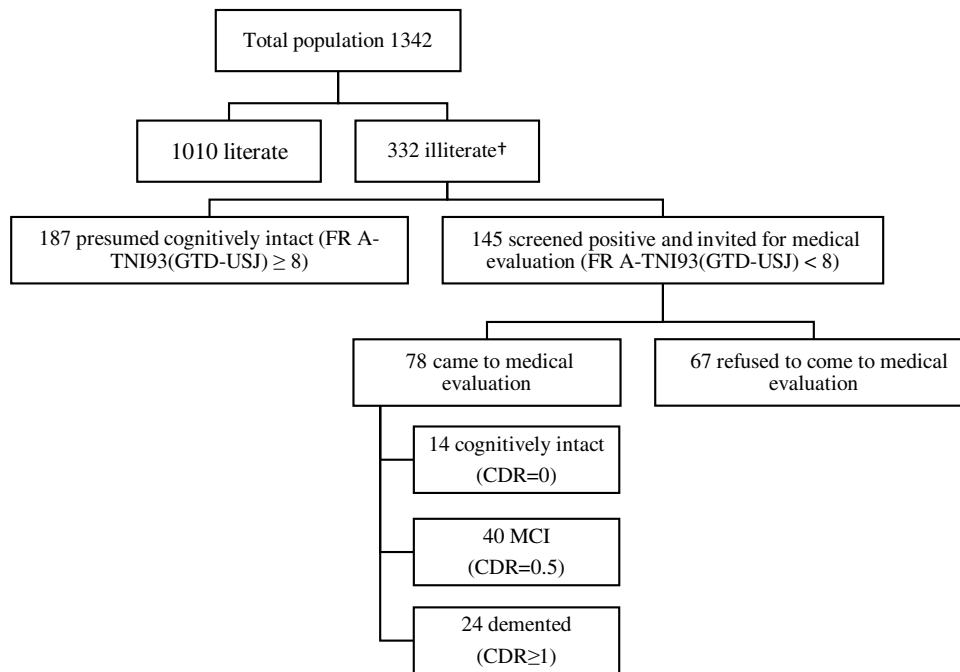 Total population 1342
1010 literate
332 illiterate†
187 presumed cognitively intact (FR A-
TNI93(GTD-USJ) ≥ 8)
145 screened positive and invited for medical
evaluation (FR A-TNI93(GTD-USJ) < 8)
78 came to medical
evaluation
67 refused to come to medical
evaluation
14 cognitively intact
(CDR=0)
40 MCI
(CDR=0.5)
24 demented
(CDR≥1)